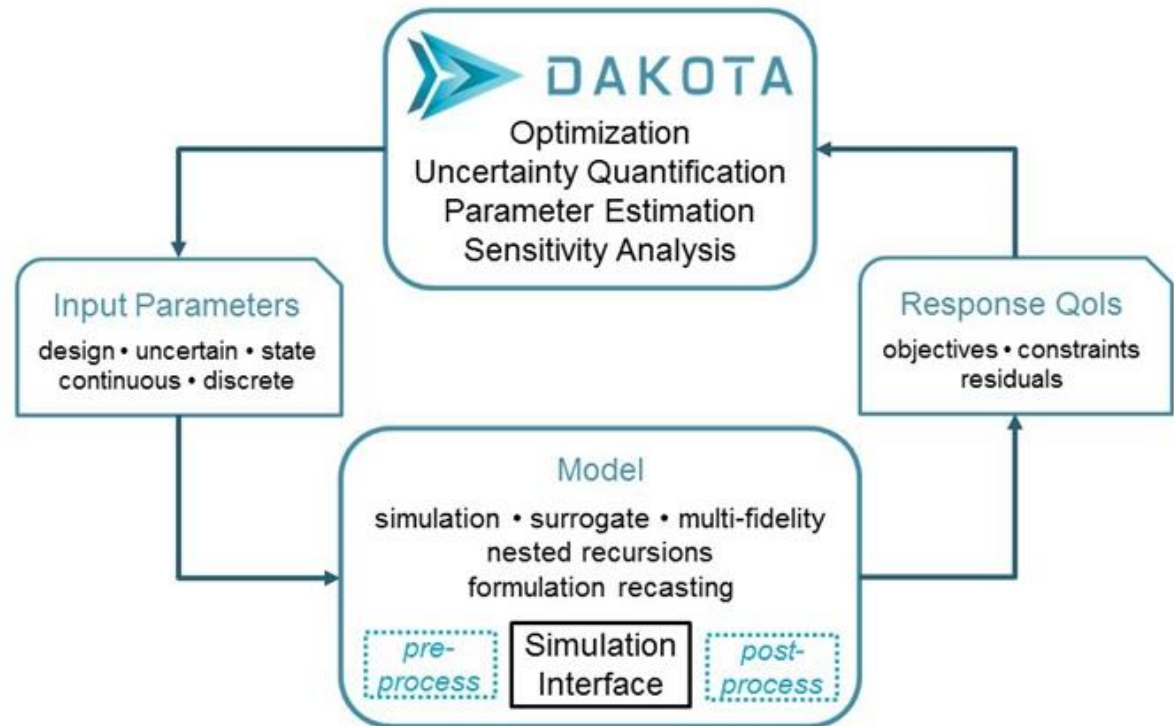 DAKOTA
Optimization
Uncertainty Quantification
Parameter Estimation
Sensitivity Analysis
Input Parameters
design • uncertain • state
continuous • discrete
Response QoIs
objectives • constraints
residuals
Model
simulation • surrogate • multi-fidelity
nested recursions
formulation recasting
pre-
process
Simulation
Interface
post-
process